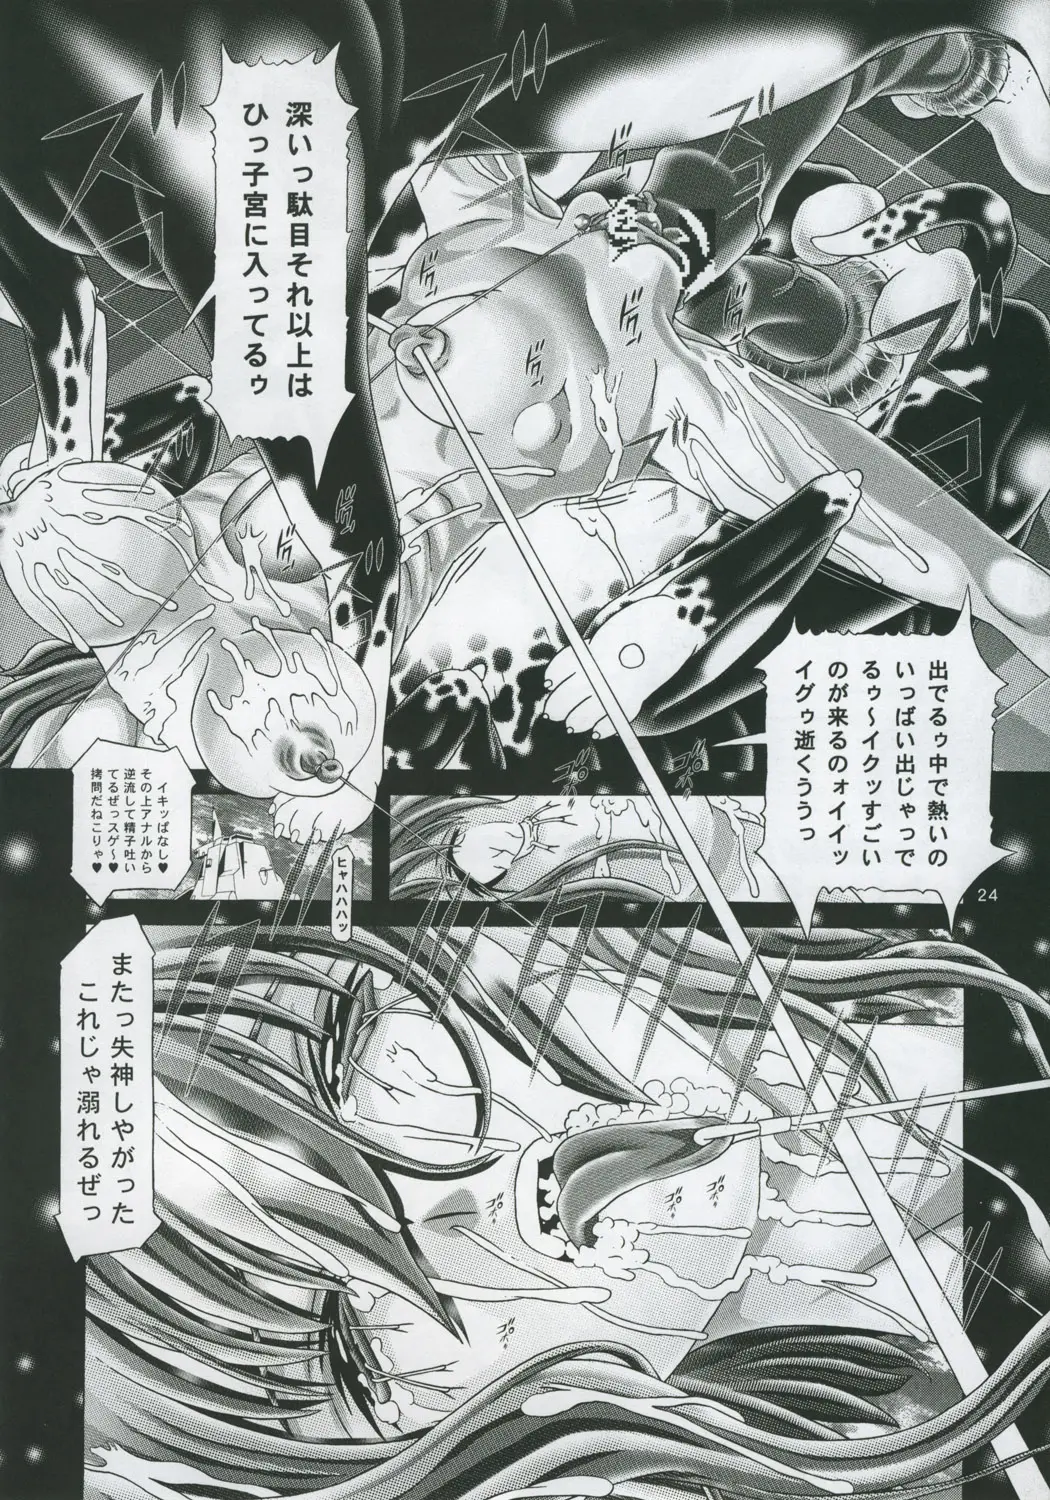 深いっ駄目それ以上は
ひっ子宮に入ってるゥ
出でるゥ中で熱いの
いっぱい出じゃって
るゥ～イクッすごい
のが来るのォイイッ
イグゥ逝くううっ
イキッぱなし♥
その上アナルから
逆流して精子吐い
てるぜっスゲ～♥
拷問だねこりゃ♥
ヒャハハハッ
24
またっ失神しやがった
これじゃ溺れるぜっ